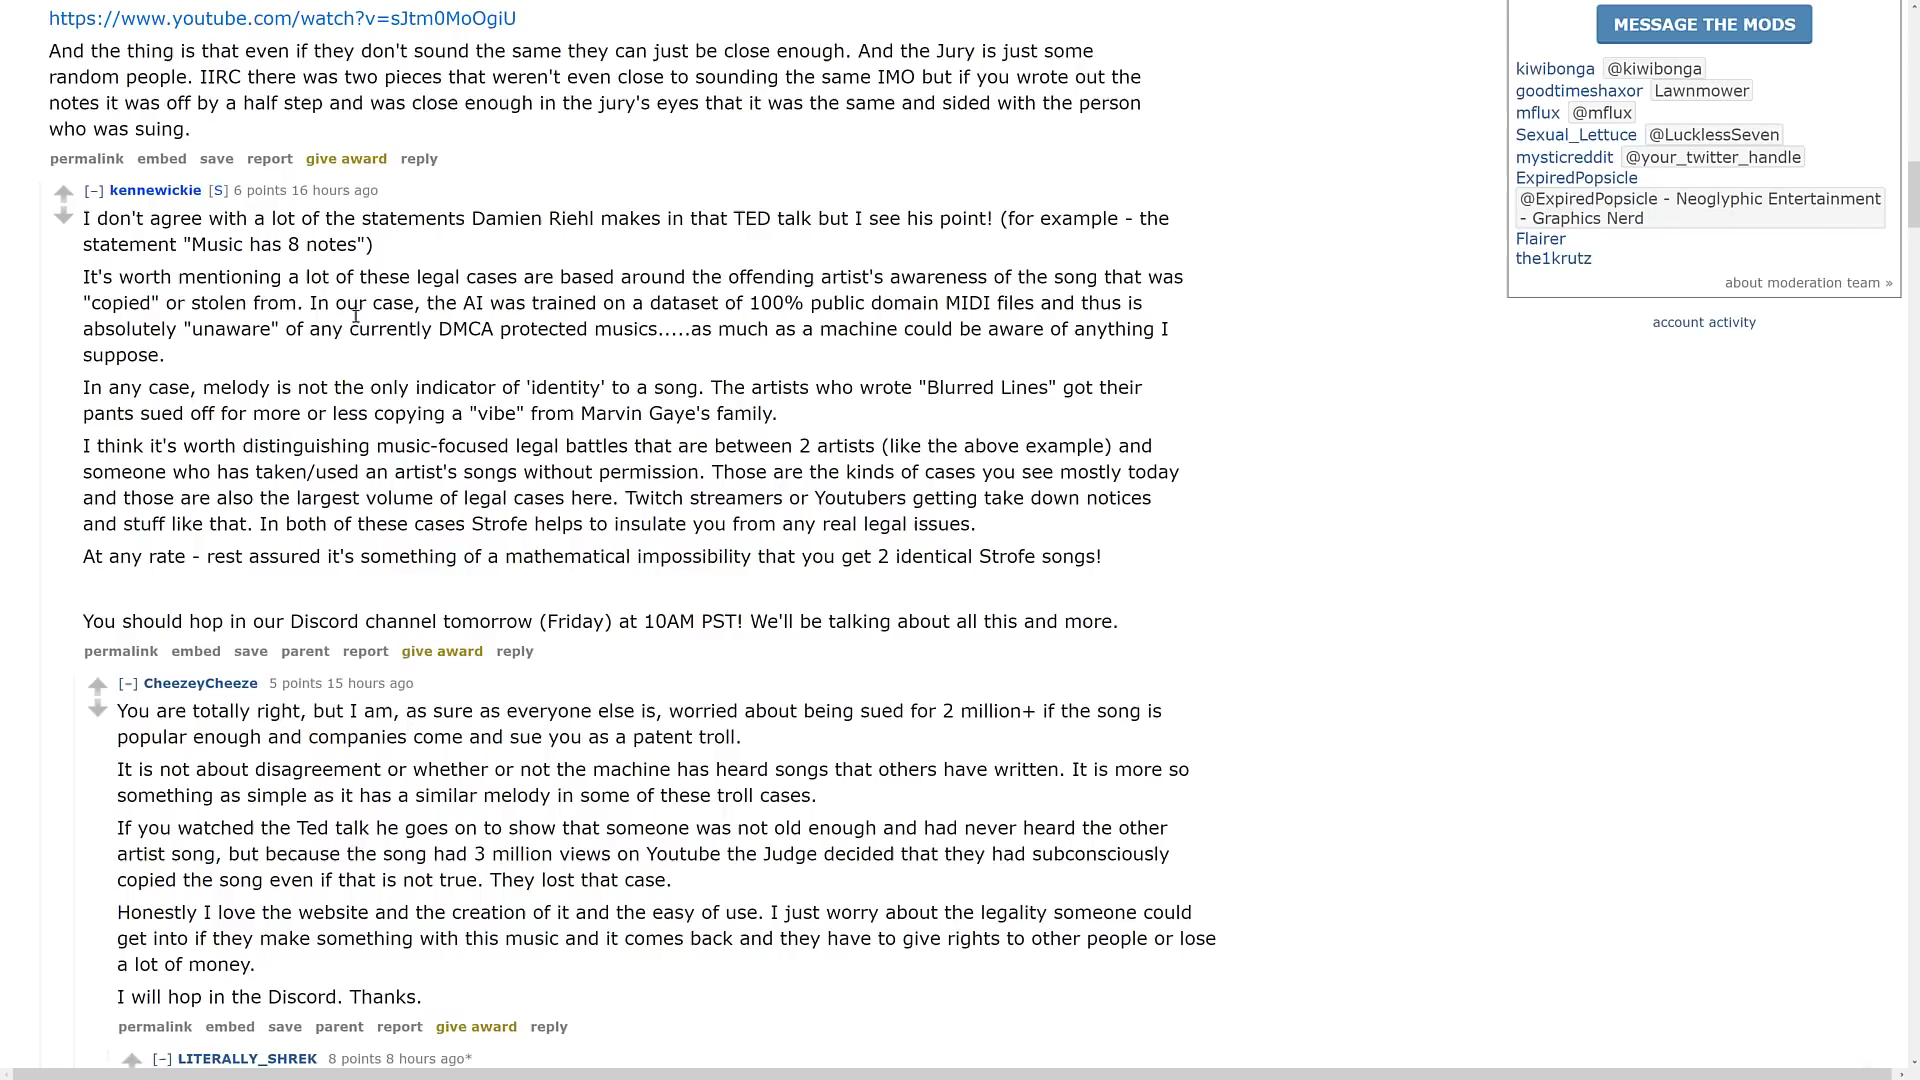 https://www.youtube.com/watch?v=sJtm0MoOgiU
And the thing is that even if they don't sound the same they can just be close enough. And the Jury is just some
random people. IIRC there was two pieces that weren't even close to sounding the same IMO but if you wrote out the
notes it was off by a half step and was close enough in the jury's eyes that it was the same and sided with the person
who was suing.
permalink embed save report give award reply
[–] kennewickie [S] 6 points 16 hours ago
I don't agree with a lot of the statements Damien Riehl makes in that TED talk but I see his point! (for example - the
statement "Music has 8 notes")
It's worth mentioning a lot of these legal cases are based around the offending artist's awareness of the song that was
"copied" or stolen from. In our case, the AI was trained on a dataset of 100% public domain MIDI files and thus is
absolutely "unaware" of any currently DMCA protected musics.....as much as a machine could be aware of anything I
suppose.
In any case, melody is not the only indicator of 'identity' to a song. The artists who wrote "Blurred Lines" got their
pants sued off for more or less copying a "vibe" from Marvin Gaye's family.
I think it's worth distinguishing music-focused legal battles that are between 2 artists (like the above example) and
someone who has taken/used an artist's songs without permission. Those are the kinds of cases you see mostly today
and those are also the largest volume of legal cases here. Twitch streamers or Youtubers getting take down notices
and stuff like that. In both of these cases Strofe helps to insulate you from any real legal issues.
At any rate - rest assured it's something of a mathematical impossibility that you get 2 identical Strofe songs!
You should hop in our Discord channel tomorrow (Friday) at 10AM PST! We'll be talking about all this and more.
permalink embed save parent report give award reply
[–] CheezeyCheeze 5 points 15 hours ago
You are totally right, but I am, as sure as everyone else is, worried about being sued for 2 million+ if the song is
popular enough and companies come and sue you as a patent troll.
It is not about disagreement or whether or not the machine has heard songs that others have written. It is more so
something as simple as it has a similar melody in some of these troll cases.
If you watched the Ted talk he goes on to show that someone was not old enough and had never heard the other
artist song, but because the song had 3 million views on Youtube the Judge decided that they had subconsciously
copied the song even if that is not true. They lost that case.
Honestly I love the website and the creation of it and the easy of use. I just worry about the legality someone could
get into if they make something with this music and it comes back and they have to give rights to other people or lose
a lot of money.
I will hop in the Discord. Thanks.
permalink embed save parent report give award reply
[–] LITERALLY_SHREK 8 points 8 hours ago*
MESSAGE THE MODS
kiwibonga @kiwibonga
goodtimeshaxor Lawnmower
mflux @mflux
Sexual_Lettuce @LucklessSeven
mysticreddit @your_twitter_handle
ExpiredPopsicle
@ExpiredPopsicle - Neoglyphic Entertainment
- Graphics Nerd
Flairer
the1krutz
about moderation team »
account activity